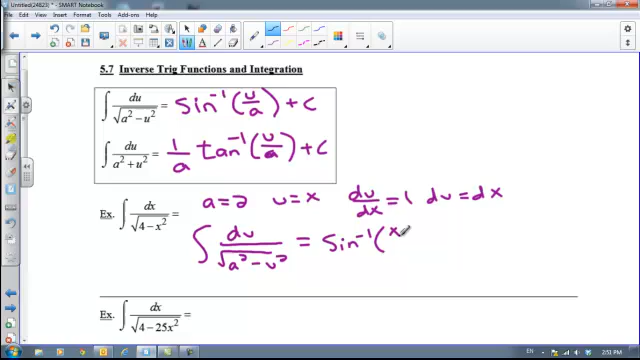 Untitled(24823) * - SMART Notebook
File Edit View Insert Format Tools Add-ons Help
5.7 Inverse Trig Functions and Integration
∫ du / √(a² − u²) = sin⁻¹(u/a) + C
∫ du / (a² + u²) = 1/a tan⁻¹(u/a) + C
Ex. ∫ dx / √(4 − x²) = a = 2 u = x du/dx = 1 du = dx
∫ du / √(a² − u²) = sin⁻¹(x
Ex. ∫ dx / √(4 − 25x²) =
EN 2:51 PM